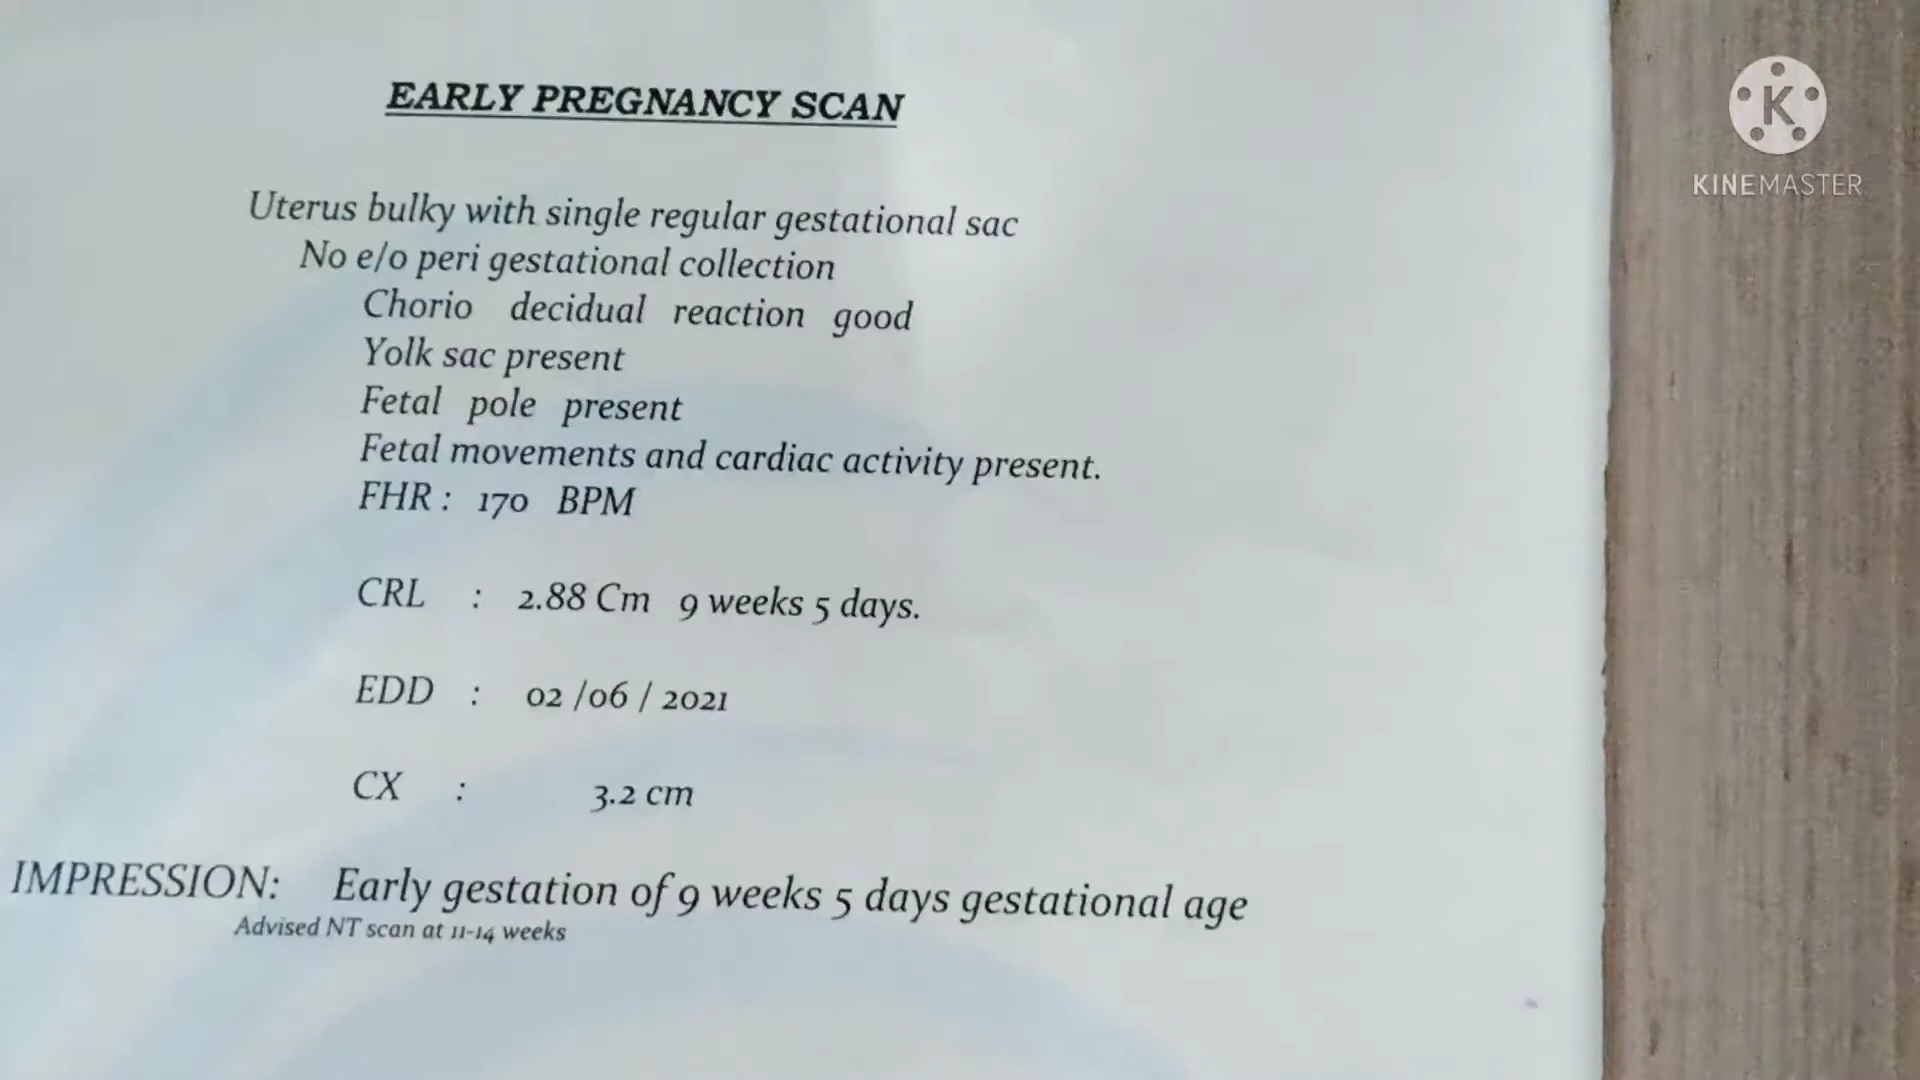 EARLY PREGNANCY SCAN
Uterus bulky with single regular gestational sac
No e/o peri gestational collection
Chorio decidual reaction good
Yolk sac present
Fetal pole present
Fetal movements and cardiac activity present.
FHR : 170 BPM
CRL : 2.88 Cm 9 weeks 5 days.
EDD : 02 /06 / 2021
CX : 3.2 cm
IMPRESSION: Early gestation of 9 weeks 5 days gestational age
Advised NT scan at 11-14 weeks
K
KINEMASTER